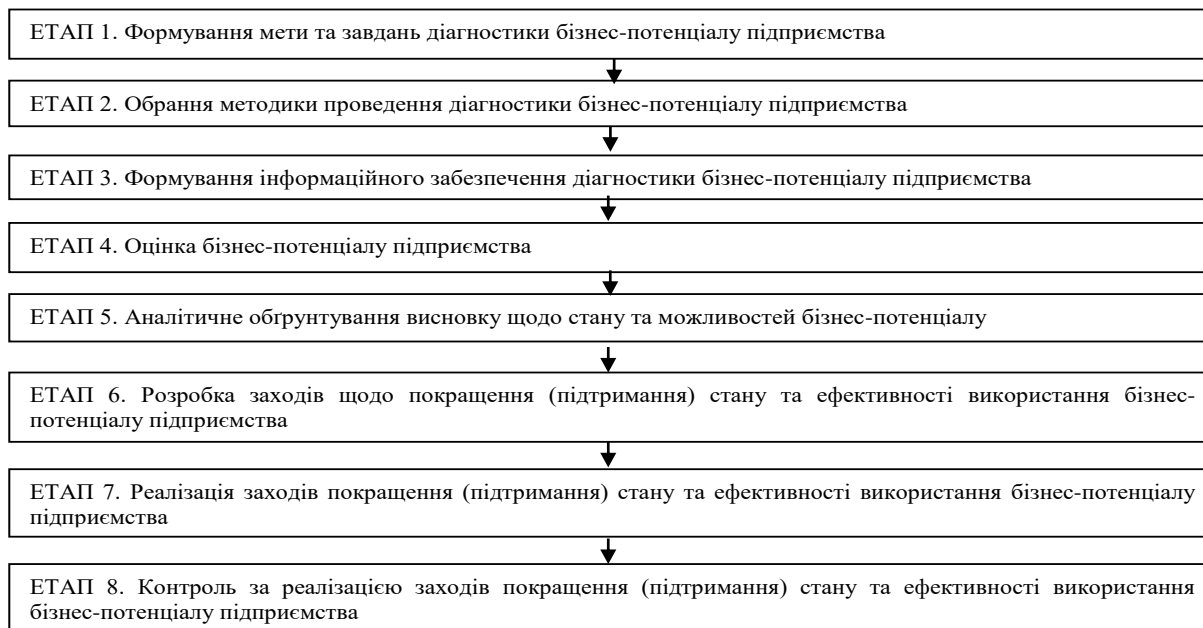 ЕТАП 1. Формування мети та завдань діагностики бізнес-потенціалу підприємства
ЕТАП 2. Обрання методики проведення діагностики бізнес-потенціалу підприємства
ЕТАП 3. Формування інформаційного забезпечення діагностики бізнес-потенціалу підприємства
ЕТАП 4. Оцінка бізнес-потенціалу підприємства
ЕТАП 5. Аналітичне обґрунтування висновку щодо стану та можливостей бізнес-потенціалу
ЕТАП 6. Розробка заходів щодо покращення (підтримання) стану та ефективності використання бізнес-
потенціалу підприємства
ЕТАП 7. Реалізація заходів покращення (підтримання) стану та ефективності використання бізнес-потенціалу
підприємства
ЕТАП 8. Контроль за реалізацією заходів покращення (підтримання) стану та ефективності використання
бізнес-потенціалу підприємства